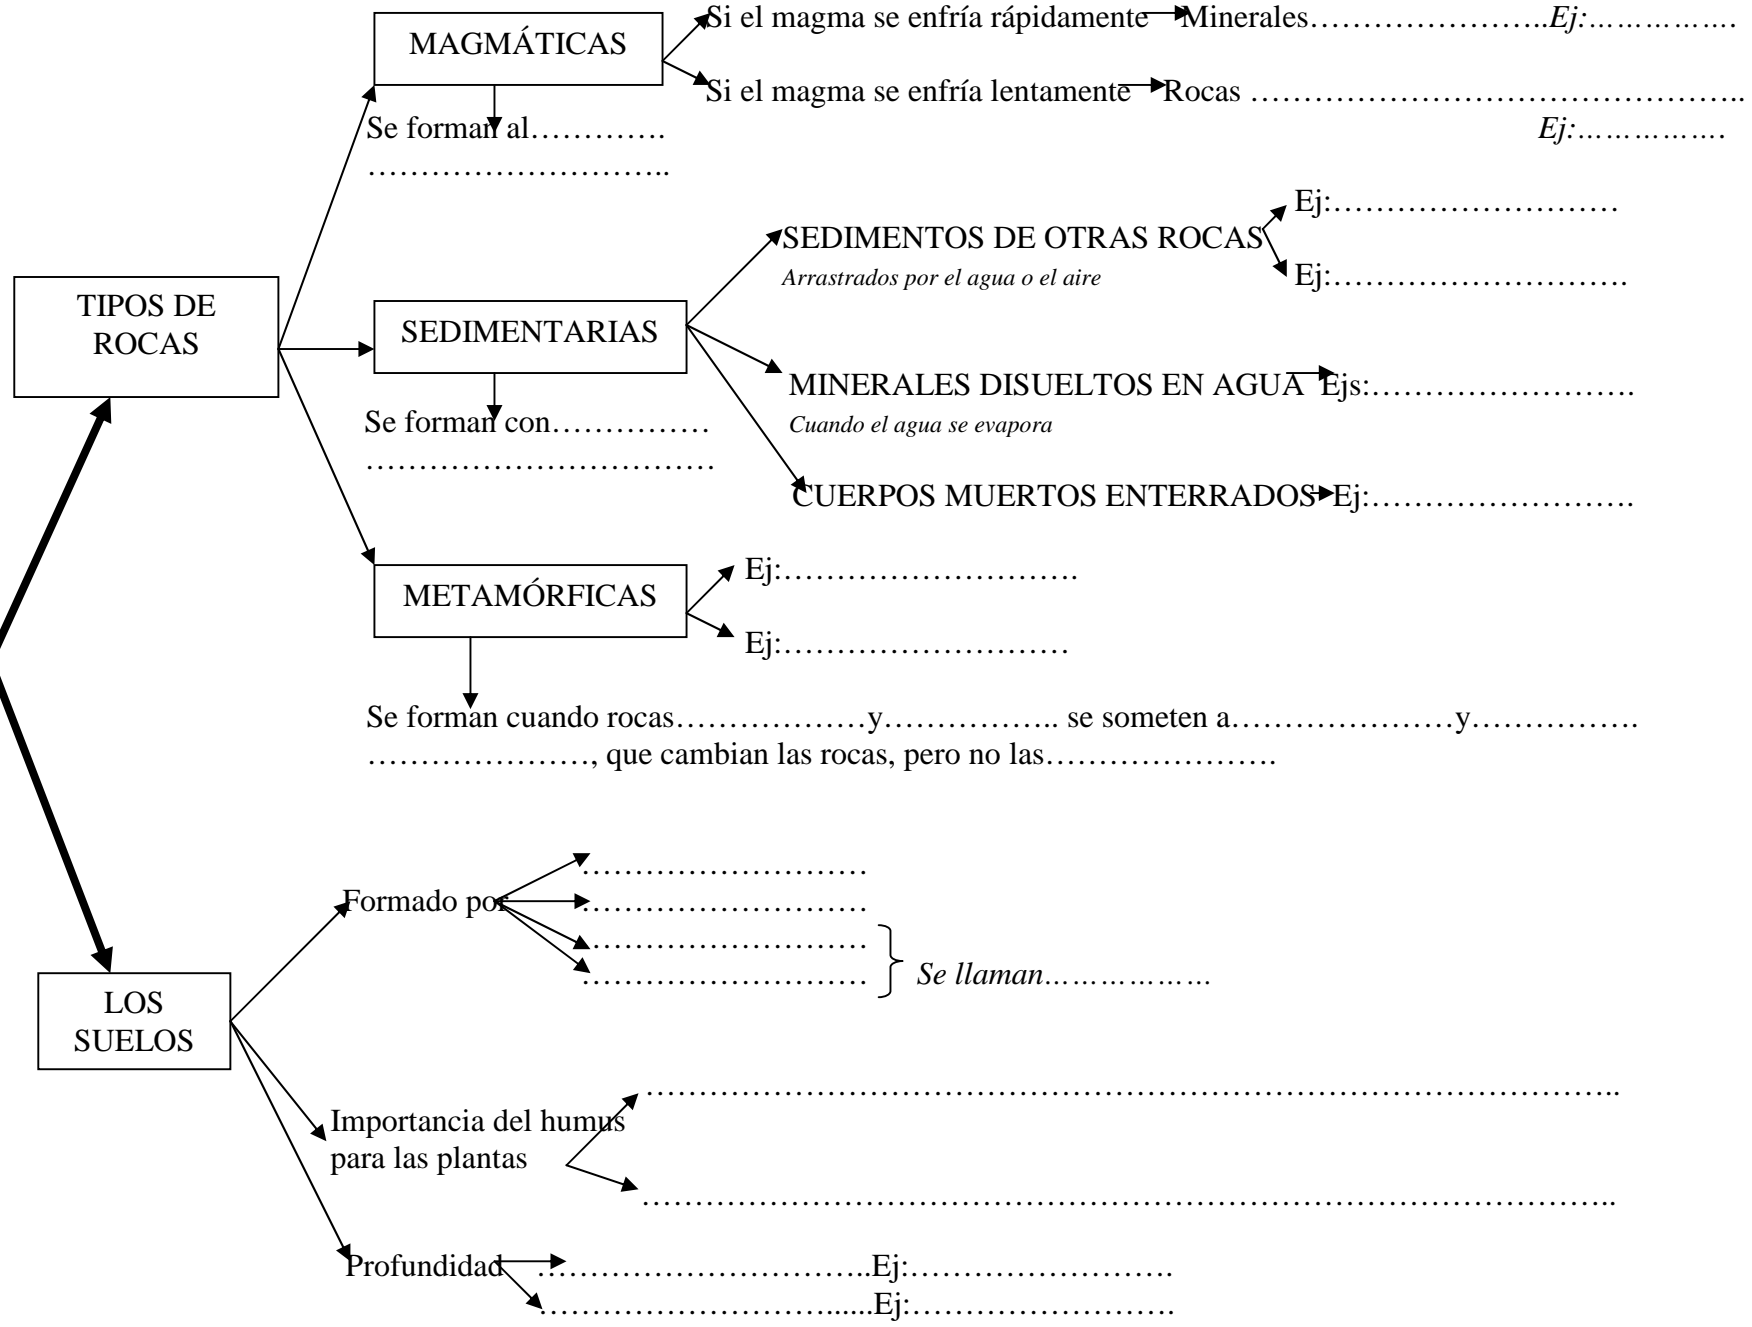 MAGMÁTICAS
Si el magma se enfría rápidamente Minerales…………………..Ej:…………….
Si el magma se enfría lentamente Rocas ………………………………………..
Ej:…………….
Se forman al………….
………………………..
TIPOS DE
ROCAS
SEDIMENTARIAS
SEDIMENTOS DE OTRAS ROCAS
Arrastrados por el agua o el aire
Ej:………………………
Ej:……………………….
Se forman con……………
……………………………
MINERALES DISUELTOS EN AGUA Ejs:…………………….
Cuando el agua se evapora
CUERPOS MUERTOS ENTERRADOS Ej:…………………….
METAMÓRFICAS
Ej:……………………….
Ej:………………………
Se forman cuando rocas………………y…………….. se someten a…………………y…………….
…………………, que cambian las rocas, pero no las………………….
LOS
SUELOS
Formado por
………………………
………………………
………………………
………………………
Se llaman………………
Importancia del humus
para las plantas
………………………………………………………………………………..
………………………………………………………………………………..
Profundidad …………………………..Ej:…………………….
………………………......Ej:…………………….